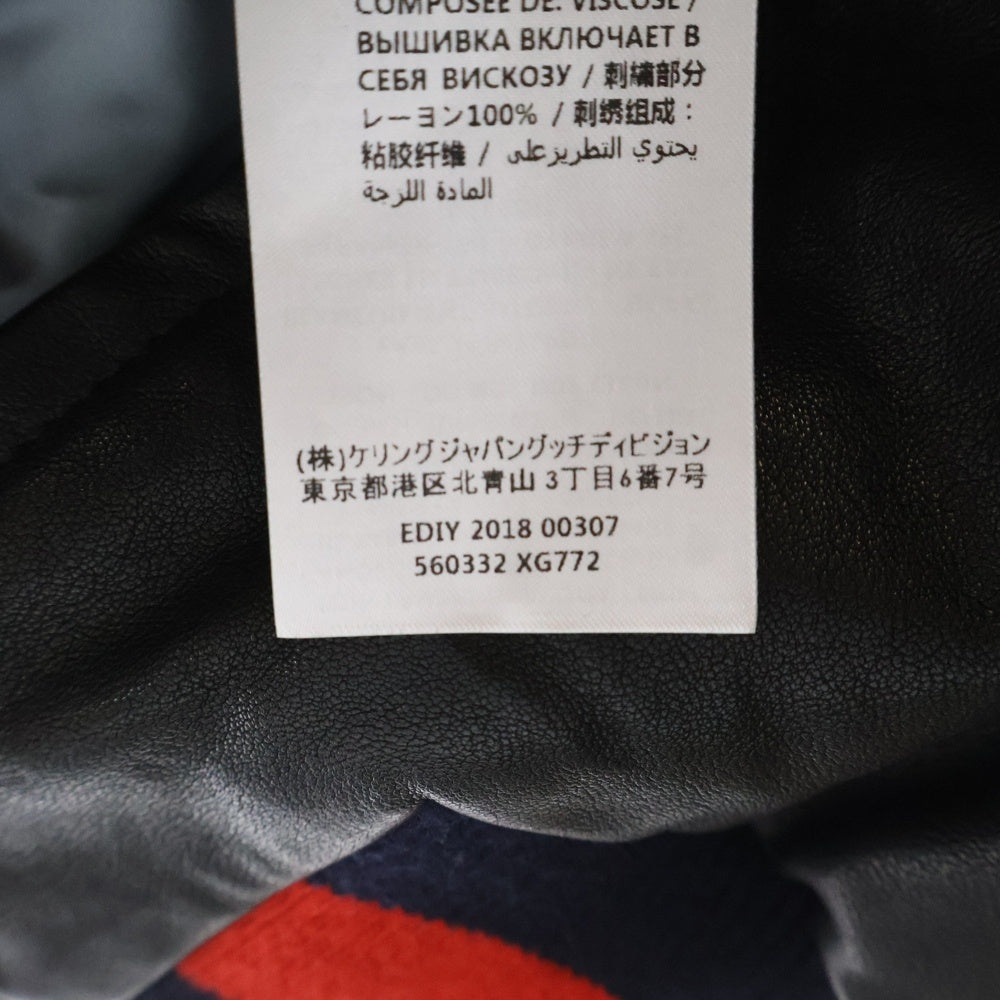 COMPOSÉE DE: VISCOSE /
ВЫШИВКА ВКЛЮЧАЕТ В
СЕБЯ ВИСКОЗУ / 刺繍部分
レーヨン100% / 刺绣组成：
粘胶纤维 / يحتوي التطريزعلى
المادة اللزجة
(株)ケリングジャパングッチディビジョン
東京都港区北青山 3丁目6番7号
EDIY 2018 00307
560332 XG772